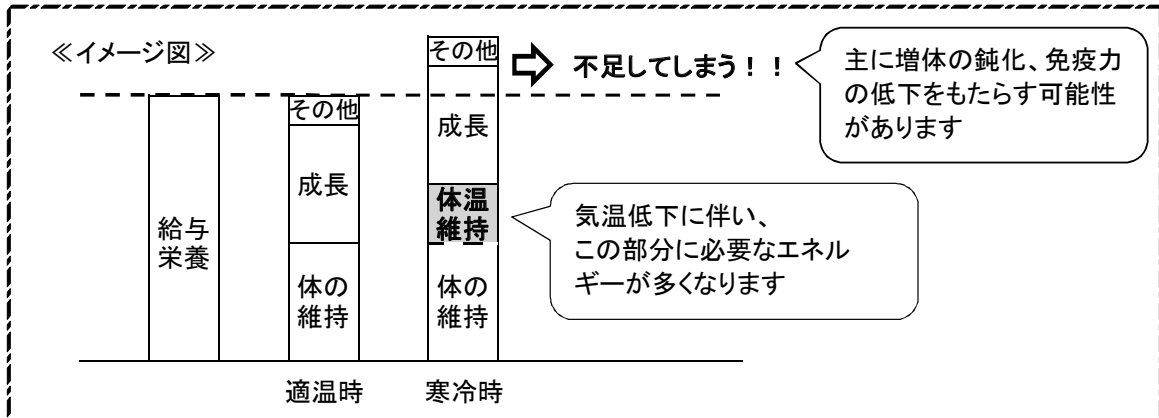 ≪イメージ図≫
その他
不足してしまう！！
主に増体の鈍化、免疫力
の低下をもたらす可能性
があります
その他
成長
成長
体温
維持
気温低下に伴い、
この部分に必要なエネル
ギーが多くなります
給与
栄養
体の
維持
体の
維持
適温時
寒冷時